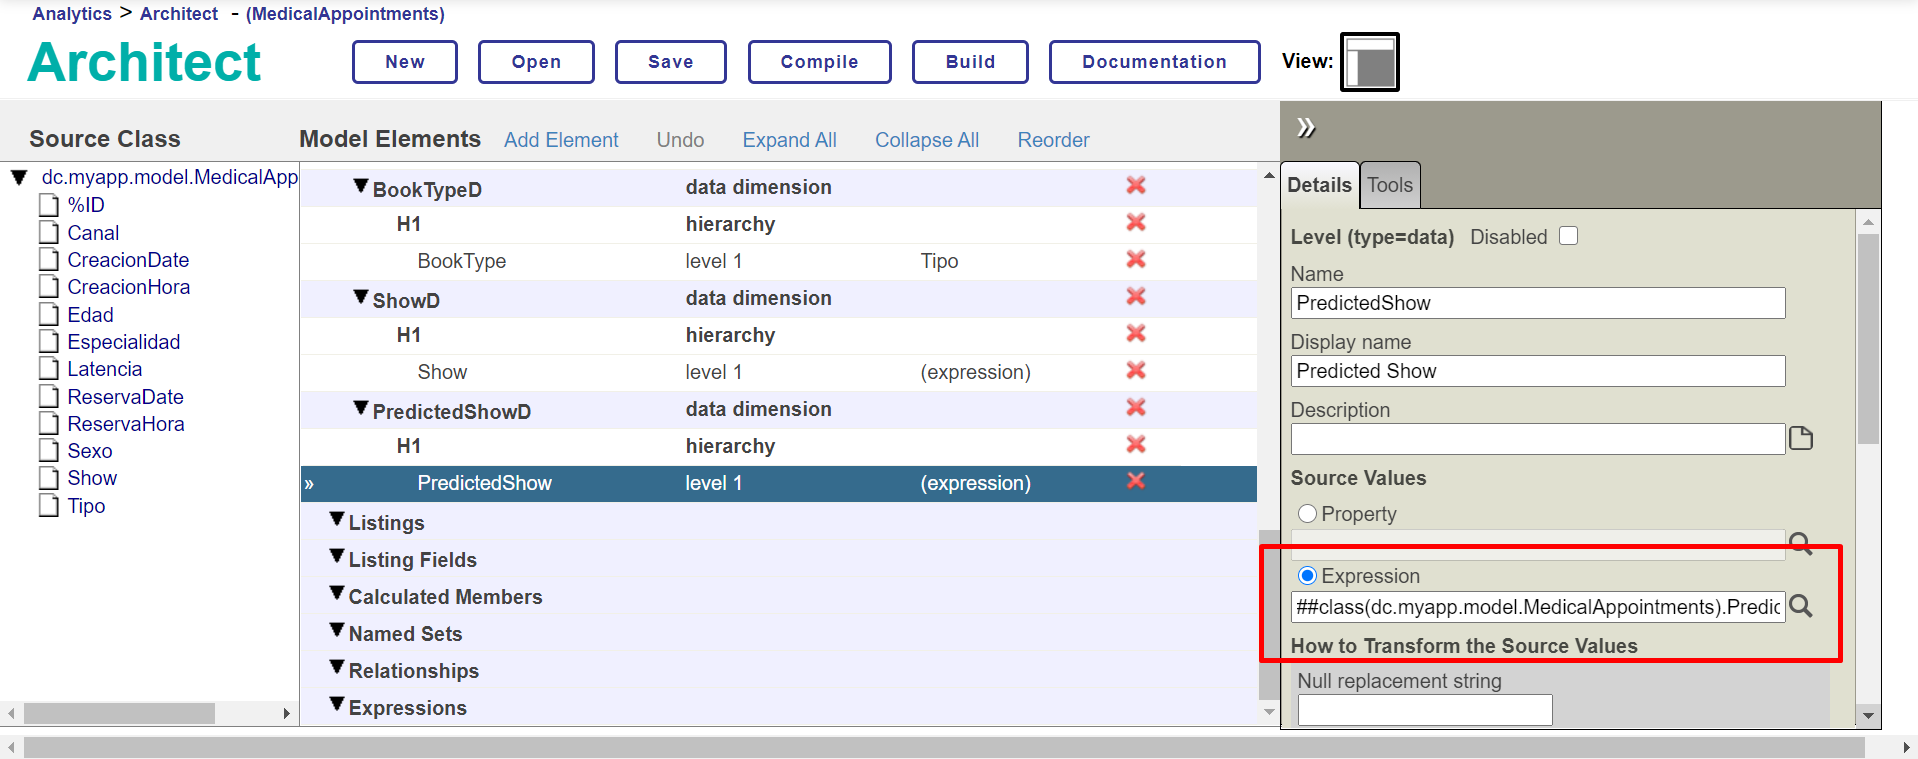 Analytics > Architect - (MedicalAppointments)
Architect
New
Open
Save
Compile
Build
Documentation
View:
Source Class
dc.myapp.model.MedicalApp
%ID
Canal
CreacionDate
CreacionHora
Edad
Especialidad
Latencia
ReservaDate
ReservaHora
Sexo
Show
Tipo
Model Elements Add Element Undo Expand All Collapse All Reorder
BookTypeD data dimension
H1 hierarchy
BookType level 1 Tipo
ShowD data dimension
H1 hierarchy
Show level 1 (expression)
PredictedShowD data dimension
H1 hierarchy
» PredictedShow level 1 (expression)
Listings
Listing Fields
Calculated Members
Named Sets
Relationships
Expressions
»
Details Tools
Level (type=data) Disabled
Name
PredictedShow
Display name
Predicted Show
Description
Source Values
Property
Expression
##class(dc.myapp.model.MedicalAppointments).Predic
How to Transform the Source Values
Null replacement string